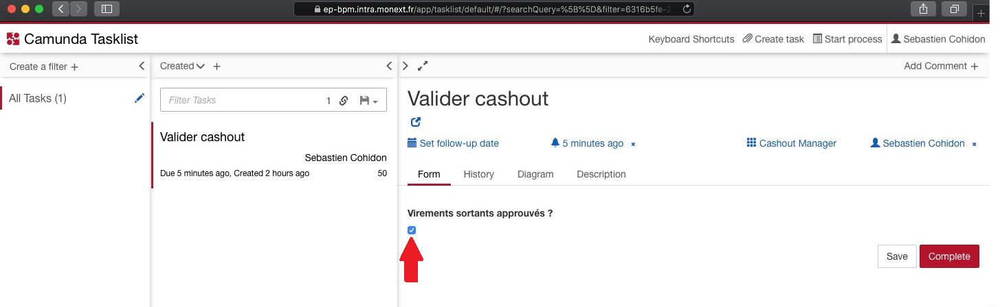 ep-bpm.intra.monext.fr/app/tasklist/default/#/?searchQuery=%5B%5D&filter=6316b5fe-2
Camunda Tasklist
Keyboard Shortcuts Create task Start process Sebastien Cohidon
Create a filter +
Created +
Add Comment +
All Tasks (1)
Filter Tasks 1
Valider cashout
Sebastien Cohidon
Due 5 minutes ago, Created 2 hours ago 50
Valider cashout
Set follow-up date 5 minutes ago × Cashout Manager Sebastien Cohidon ×
Form History Diagram Description
Virements sortants approuvés ?
Save Complete